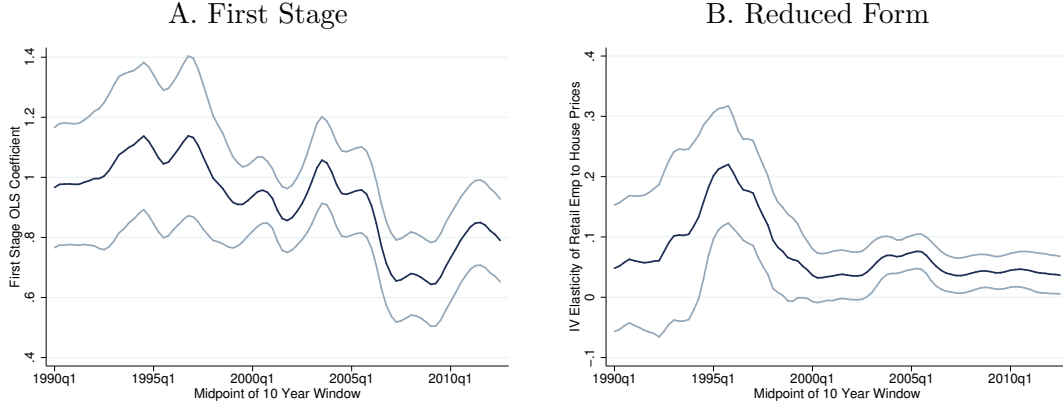 A. First Stage
First Stage OLS Coefficient
1.4
1.2
1
.8
.6
.4
1990q1 1995q1 2000q1 2005q1 2010q1
Midpoint of 10 Year Window
B. Reduced Form
IV Elasticity of Retail Emp to House Prices
.4
.3
.2
.1
0
-.1
1990q1 1995q1 2000q1 2005q1 2010q1
Midpoint of 10 Year Window